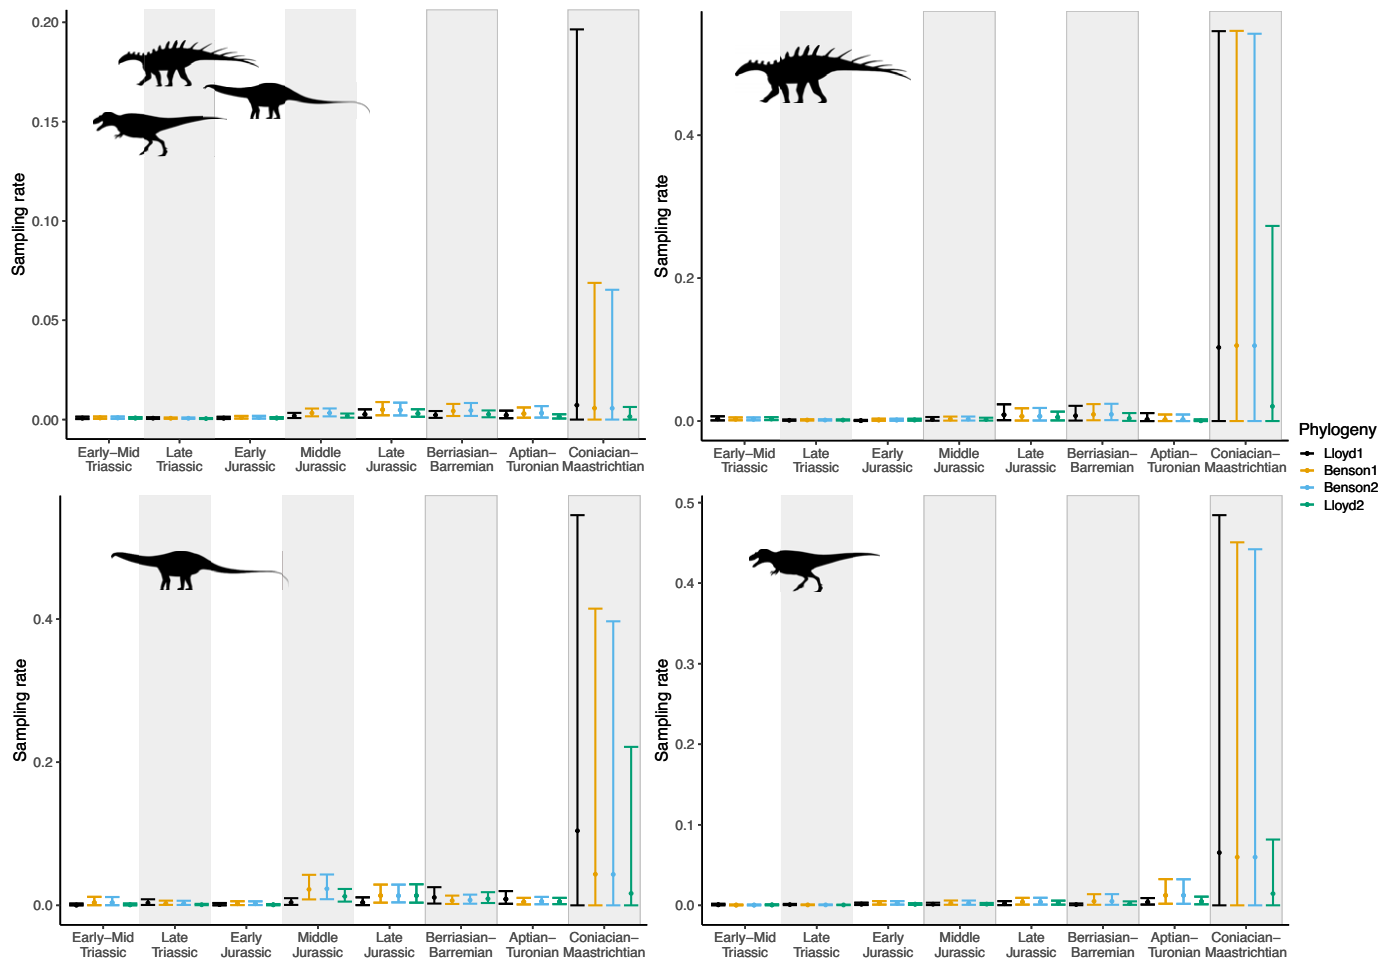 0.20
0.15
0.10
0.05
0.00
Sampling rate
Early–Mid Triassic
Late Triassic
Early Jurassic
Middle Jurassic
Late Jurassic
Berriasian– Barremian
Aptian– Turonian
Coniacian– Maastrichtian
0.4
0.2
0.0
Sampling rate
Early–Mid Triassic
Late Triassic
Early Jurassic
Middle Jurassic
Late Jurassic
Berriasian– Barremian
Aptian– Turonian
Coniacian– Maastrichtian
Phylogeny
Lloyd1
Benson1
Benson2
Lloyd2
0.4
0.2
0.0
Sampling rate
Early–Mid Triassic
Late Triassic
Early Jurassic
Middle Jurassic
Late Jurassic
Berriasian– Barremian
Aptian– Turonian
Coniacian– Maastrichtian
0.5
0.4
0.3
0.2
0.1
0.0
Sampling rate
Early–Mid Triassic
Late Triassic
Early Jurassic
Middle Jurassic
Late Jurassic
Berriasian– Barremian
Aptian– Turonian
Coniacian– Maastrichtian